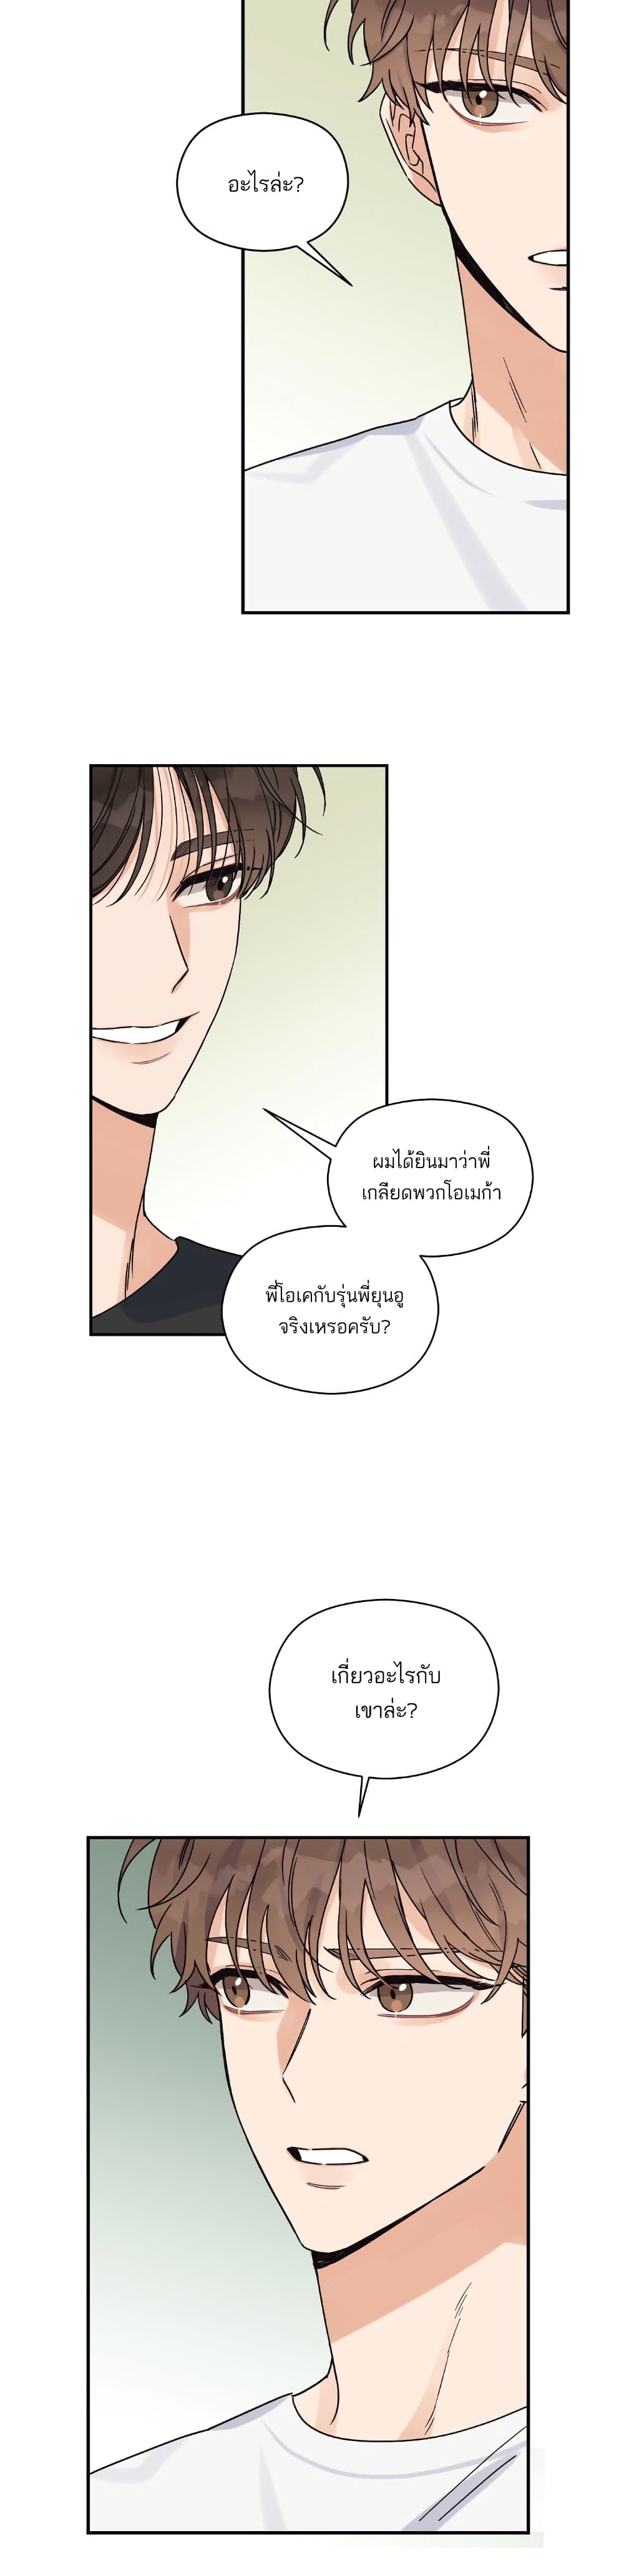 อะไรล่ะ?
ผมได้ยินมาว่าพี่
เกลียดพวกโอเมก้า
พี่โอเคกับรุ่นพี่ยุนอู
จริงเหรอครับ?
เกี่ยวอะไรกับ
เขาล่ะ?